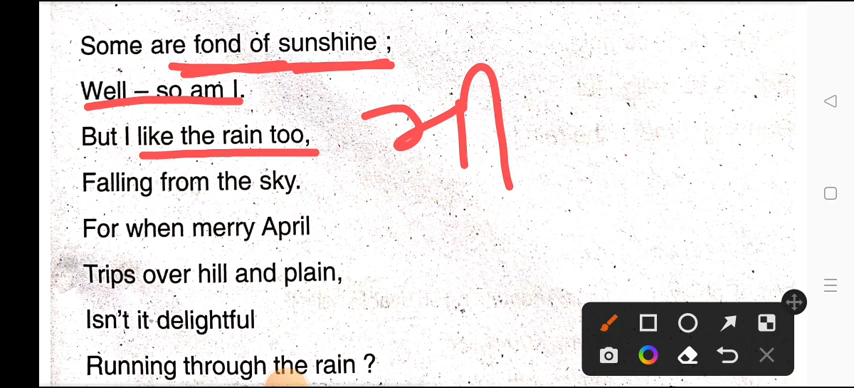 Some are fond of sunshine ;
Well – so am I.
But I like the rain too,
Falling from the sky.
For when merry April
Trips over hill and plain,
Isn't it delightful
Running through the rain ?